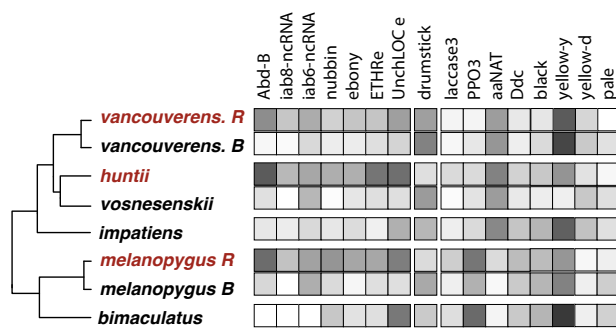 Abd-B
iab8-ncRNA
iab6-ncRNA
nubbin
ebony
ETHRe
UnchLOC e
drumstick
laccase3
PPO3
aaNAT
Ddc
black
yellow-y
yellow-d
pale
vancouverens. R
vancouverens. B
huntii
vosnesenskii
impatiens
melanopygus R
melanopygus B
bimaculatus